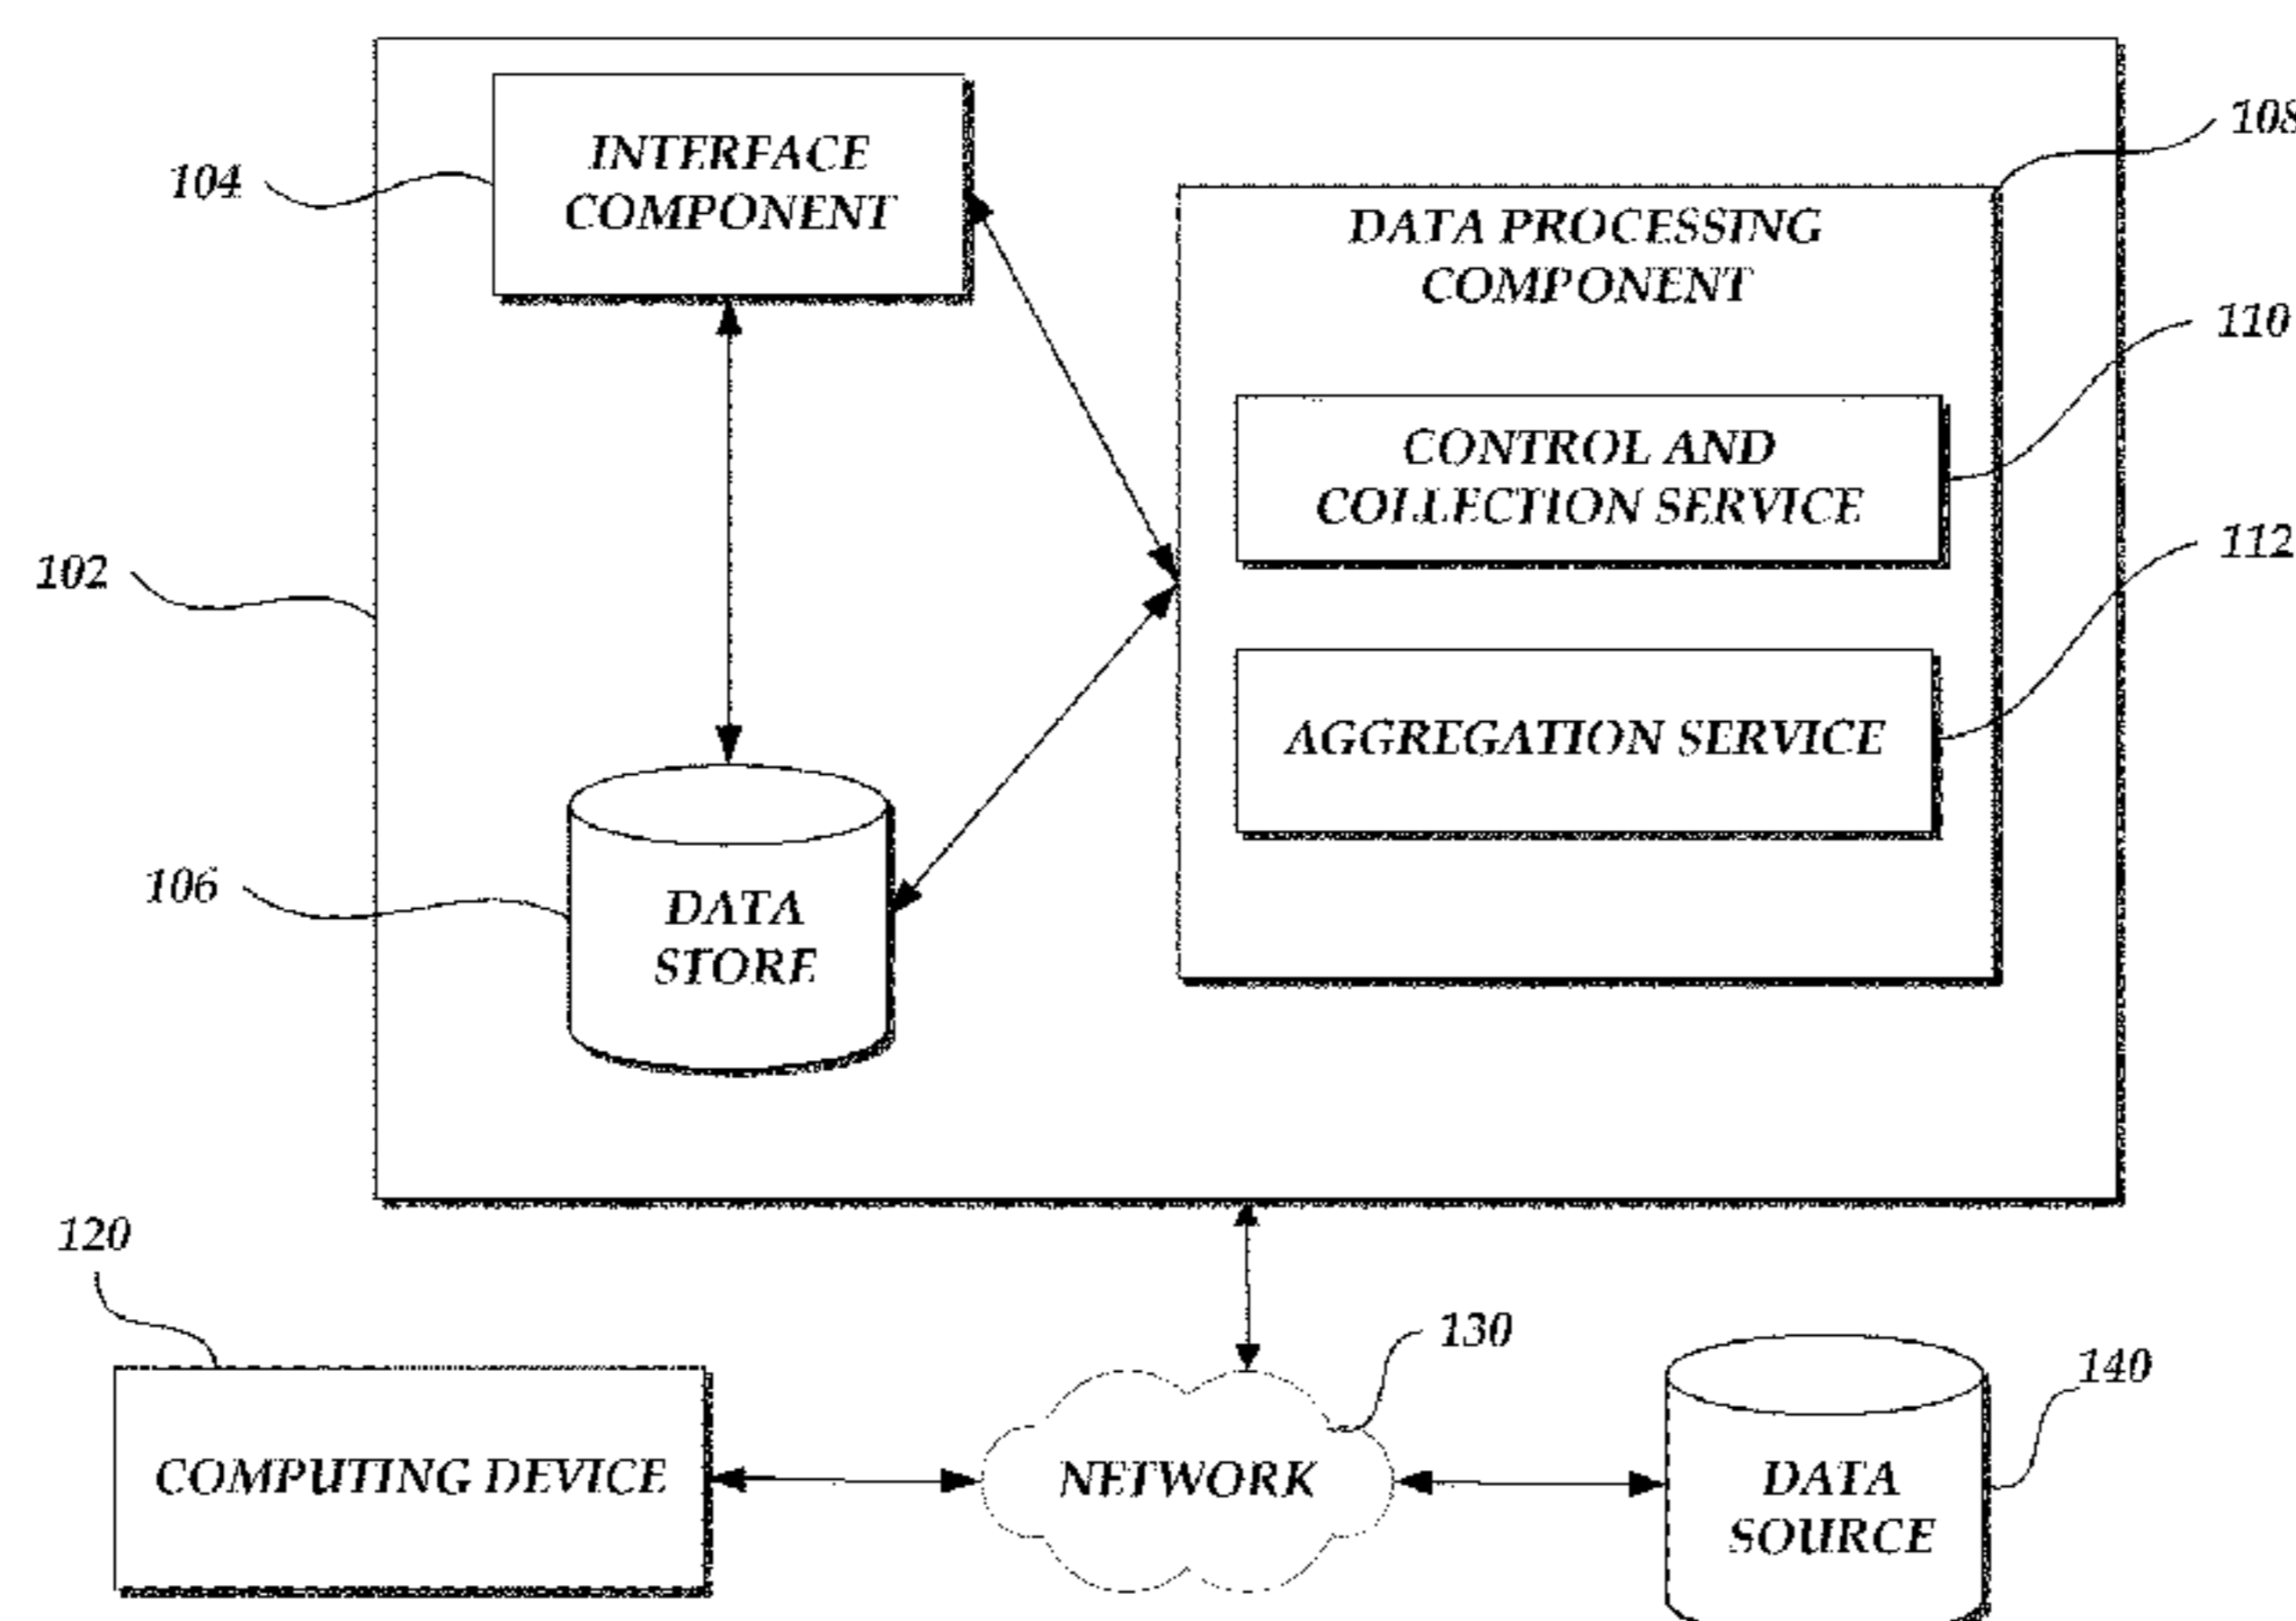 108
INTERFACE
COMPONENT
104
DATA PROCESSING
COMPONENT
110
CONTROL AND
COLLECTION SERVICE
112
102
AGGREGATION SERVICE
106
DATA
STORE
120
130
140
COMPUTING DEVICE
NETWORK
DATA
SOURCE